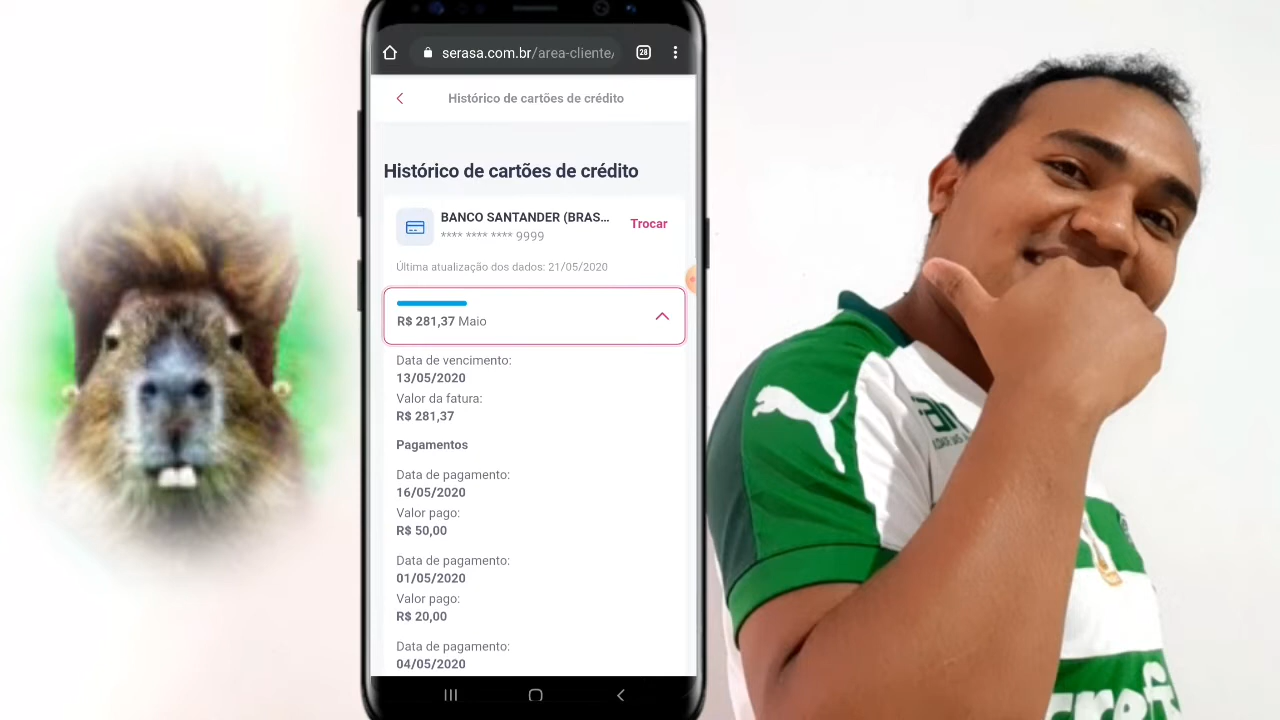 serasa.com.br/area-cliente/
28
Histórico de cartões de crédito
Histórico de cartões de crédito
BANCO SANTANDER (BRAS...
Trocar
**** **** **** 9999
Última atualização dos dados: 21/05/2020
R$ 281,37 Maio
Data de vencimento:
13/05/2020
Valor da fatura:
R$ 281,37
Pagamentos
Data de pagamento:
16/05/2020
Valor pago:
R$ 50,00
Data de pagamento:
01/05/2020
Valor pago:
R$ 20,00
Data de pagamento:
04/05/2020